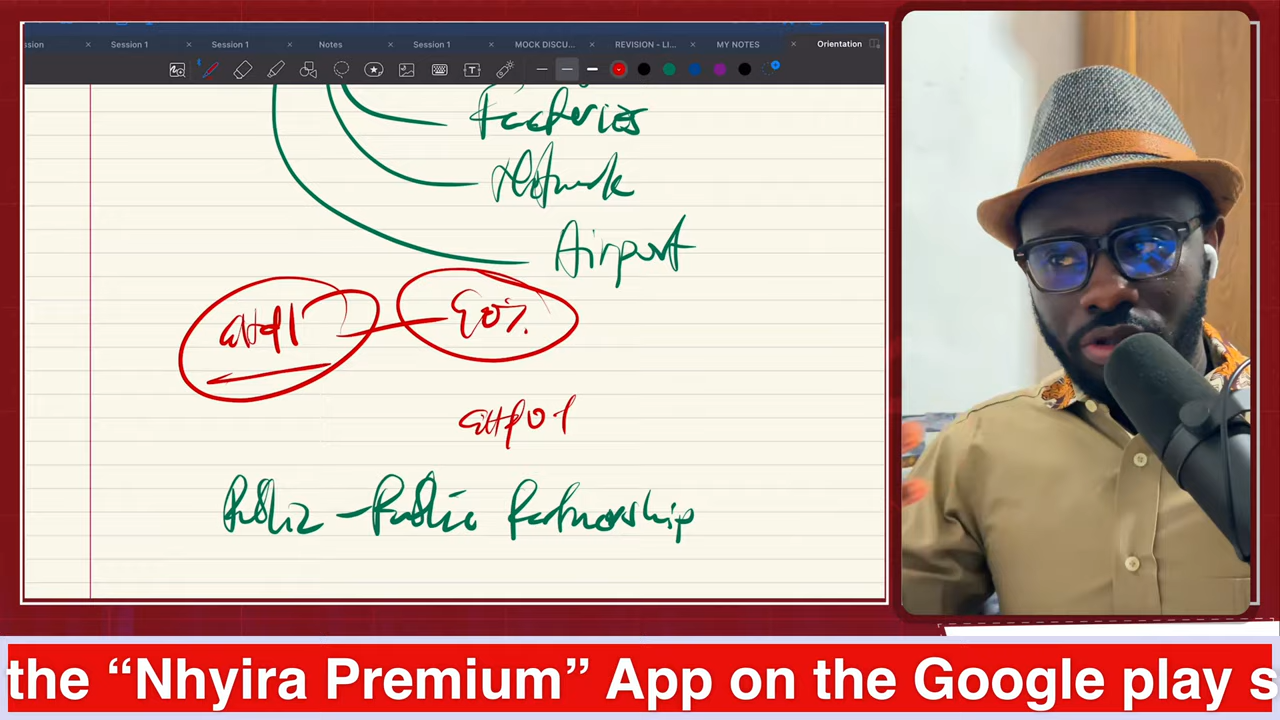 Session 1
Session 1
Notes
Session 1
MOCK DISCU...
REVISION - LI...
MY NOTES
Orientation
Factories
Network
Airport
90%
Public - Public Partnership
the “Nhyira Premium” App on the Google play s